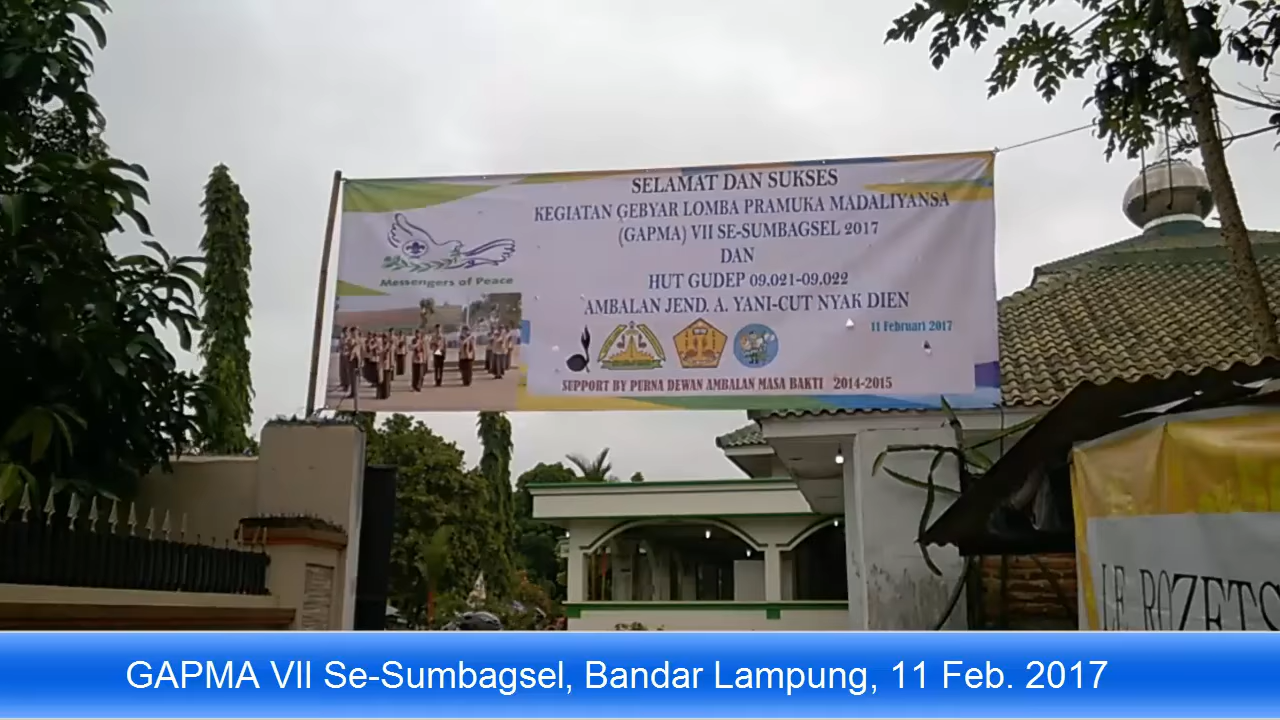 SELAMAT DAN SUKSES
KEGIATAN GEBYAR LOMBA PRAMUKA MADALIYANSA
(GAPMA) VII SE-SUMBAGSEL 2017
DAN
HUT GUDEP 09.021-09.022
AMBALAN JEND. A. YANI-CUT NYAK DIEN
11 Februari 2017
SUPPORT BY PURNA DEWAN AMBALAN MASA BAKTI 2014-2015
Messengers of Peace
LE ROZETS
GAPMA VII Se-Sumbagsel, Bandar Lampung, 11 Feb. 2017